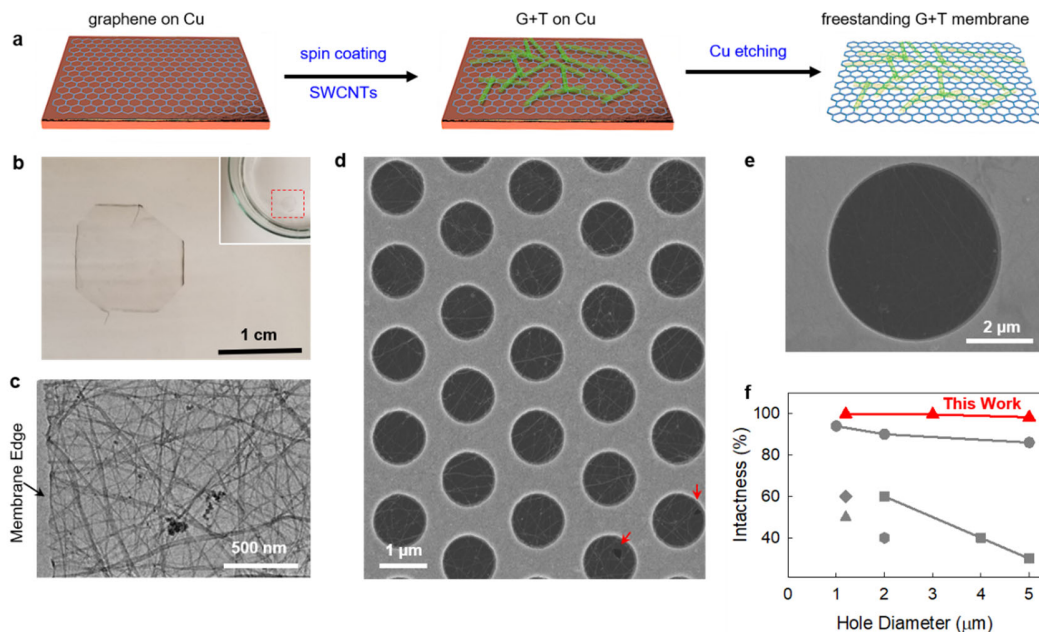 graphene on Cu
G+T on Cu
freestanding G+T membrane
a
spin coating
SWCNTs
Cu etching
b
1 cm
c
Membrane Edge
500 nm
d
1 µm
e
2 µm
f
This Work
Intactness (%)
100
80
60
40
0 1 2 3 4 5
Hole Diameter (µm)